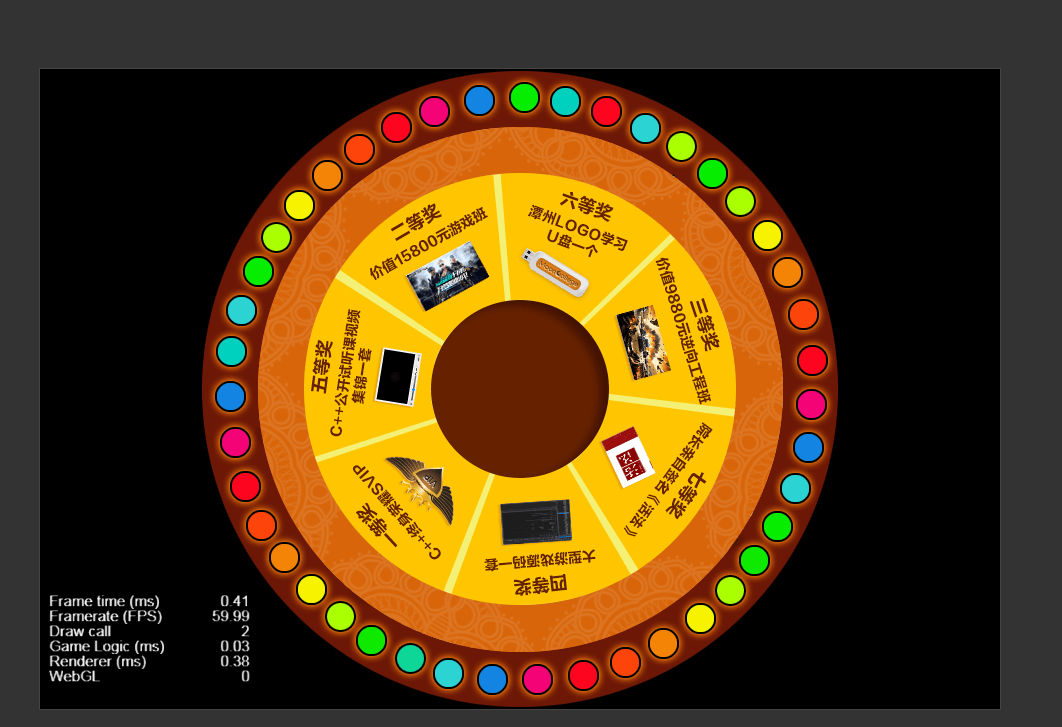 二等奖
价值15800元游戏班
六等奖
潭州LOGO学习
U盘一个
三等奖
价值9880元逆向工程班
七等奖
院长亲自签名《活法》
四等奖
大型游戏源码一套
一等奖
C++终身荣耀SVIP
VIP
五等奖
C++公开试听课视频
集锦一套
Frame time (ms) 0.41
Framerate (FPS) 59.99
Draw call 2
Game Logic (ms) 0.03
Renderer (ms) 0.38
WebGL 0